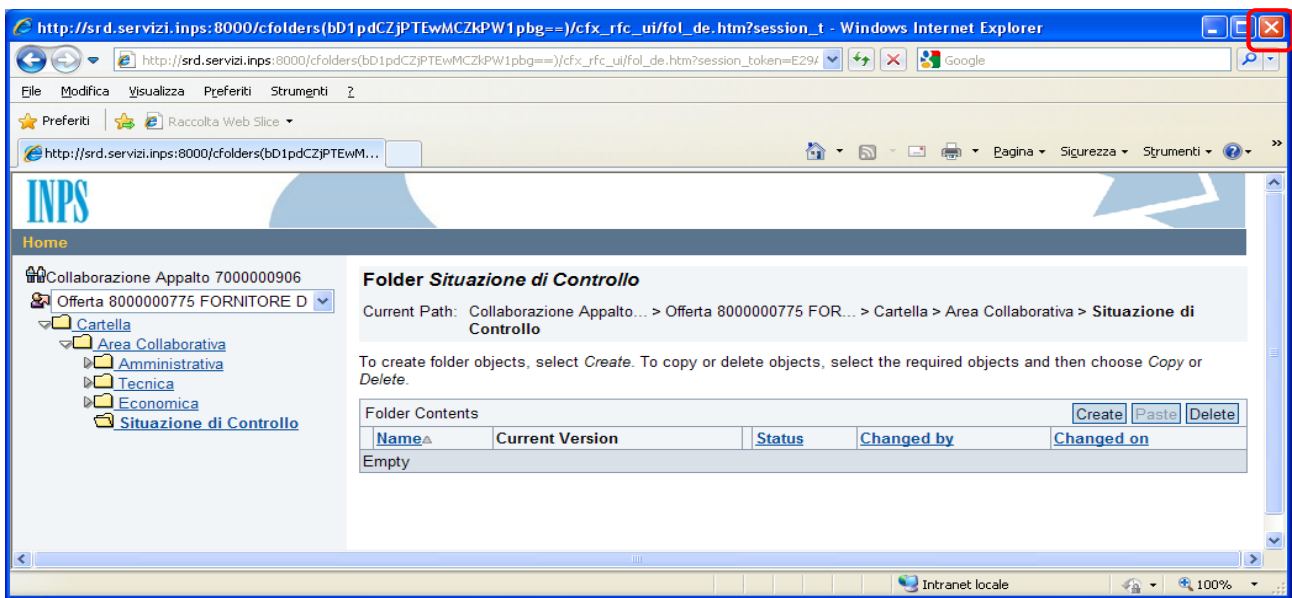 http://srd.servizi.inps:8000/cfolders(bD1pdCZjPTEwMCZkPW1pbg==)/cfx_rfc_ui/fol_de.htm?session_t - Windows Internet Explorer
http://srd.servizi.inps:8000/cfolders(bD1pdCZjPTEwMCZkPW1pbg==)/cfx_rfc_ui/fol_de.htm?session_token=E29/
Google
File Modifica Visualizza Preferiti Strumenti ?
Preferiti Raccolta Web Slice
http://srd.servizi.inps:8000/cfolders(bD1pdCZjPTEwM...
Pagina Sicurezza Strumenti »
INPS
Home
Collaborazione Appalto 7000000906
Offerta 8000000775 FORNITORE D
Cartella
Area Collaborativa
Amministrativa
Tecnica
Economica
Situazione di Controllo
Folder Situazione di Controllo
Current Path: Collaborazione Appalto... > Offerta 8000000775 FOR... > Cartella > Area Collaborativa > Situazione di
Controllo
To create folder objects, select Create. To copy or delete objects, select the required objects and then choose Copy or
Delete.
Folder Contents Create Paste Delete
Name Current Version Status Changed by Changed on
Empty
Intranet locale 100%